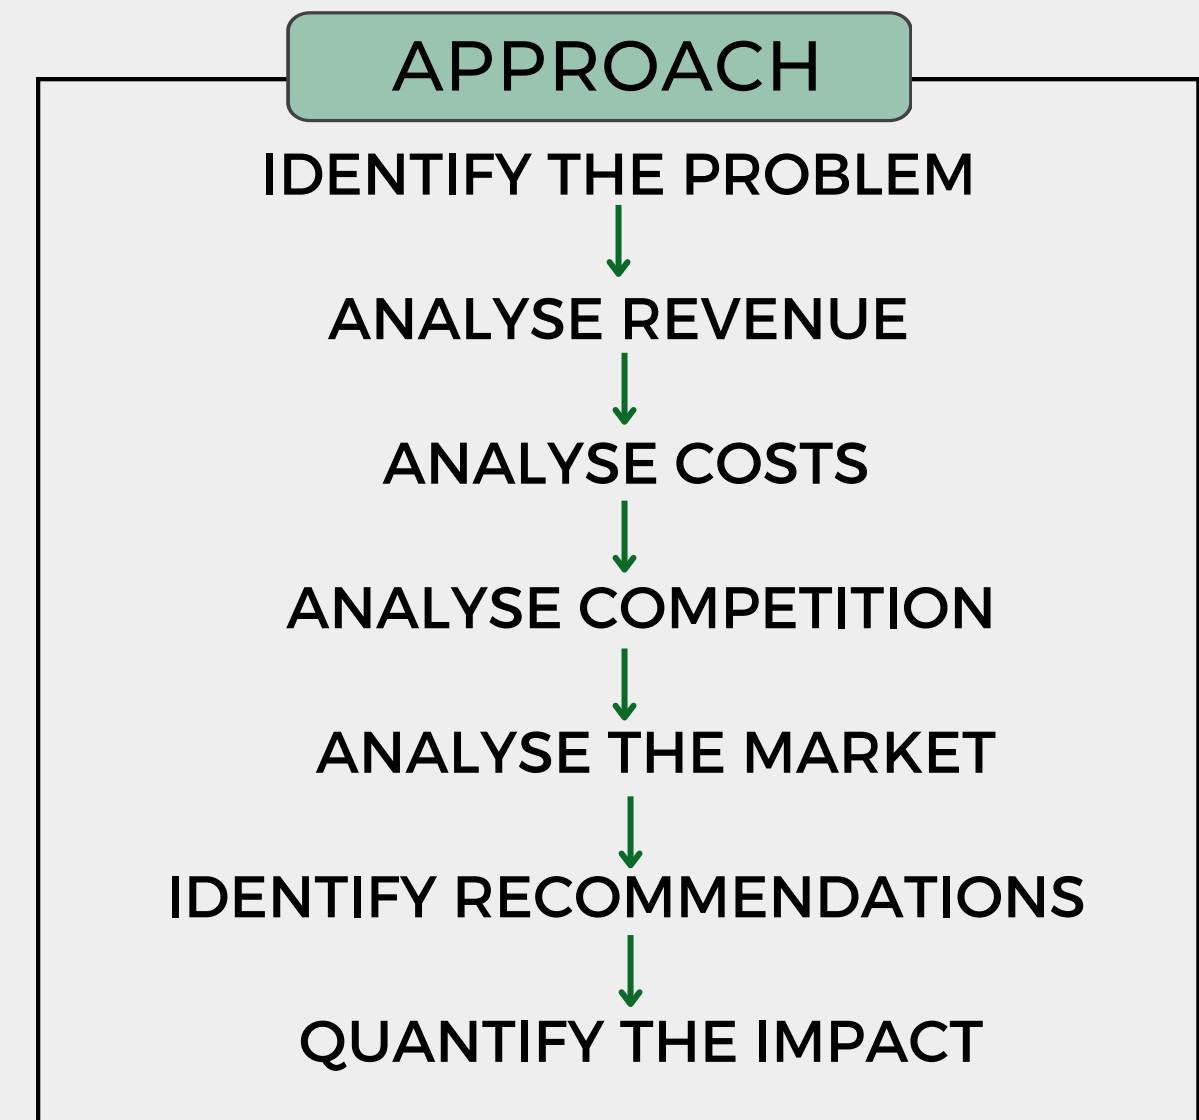 APPROACH
IDENTIFY THE PROBLEM
ANALYSE REVENUE
ANALYSE COSTS
ANALYSE COMPETITION
ANALYSE THE MARKET
IDENTIFY RECOMMENDATIONS
QUANTIFY THE IMPACT